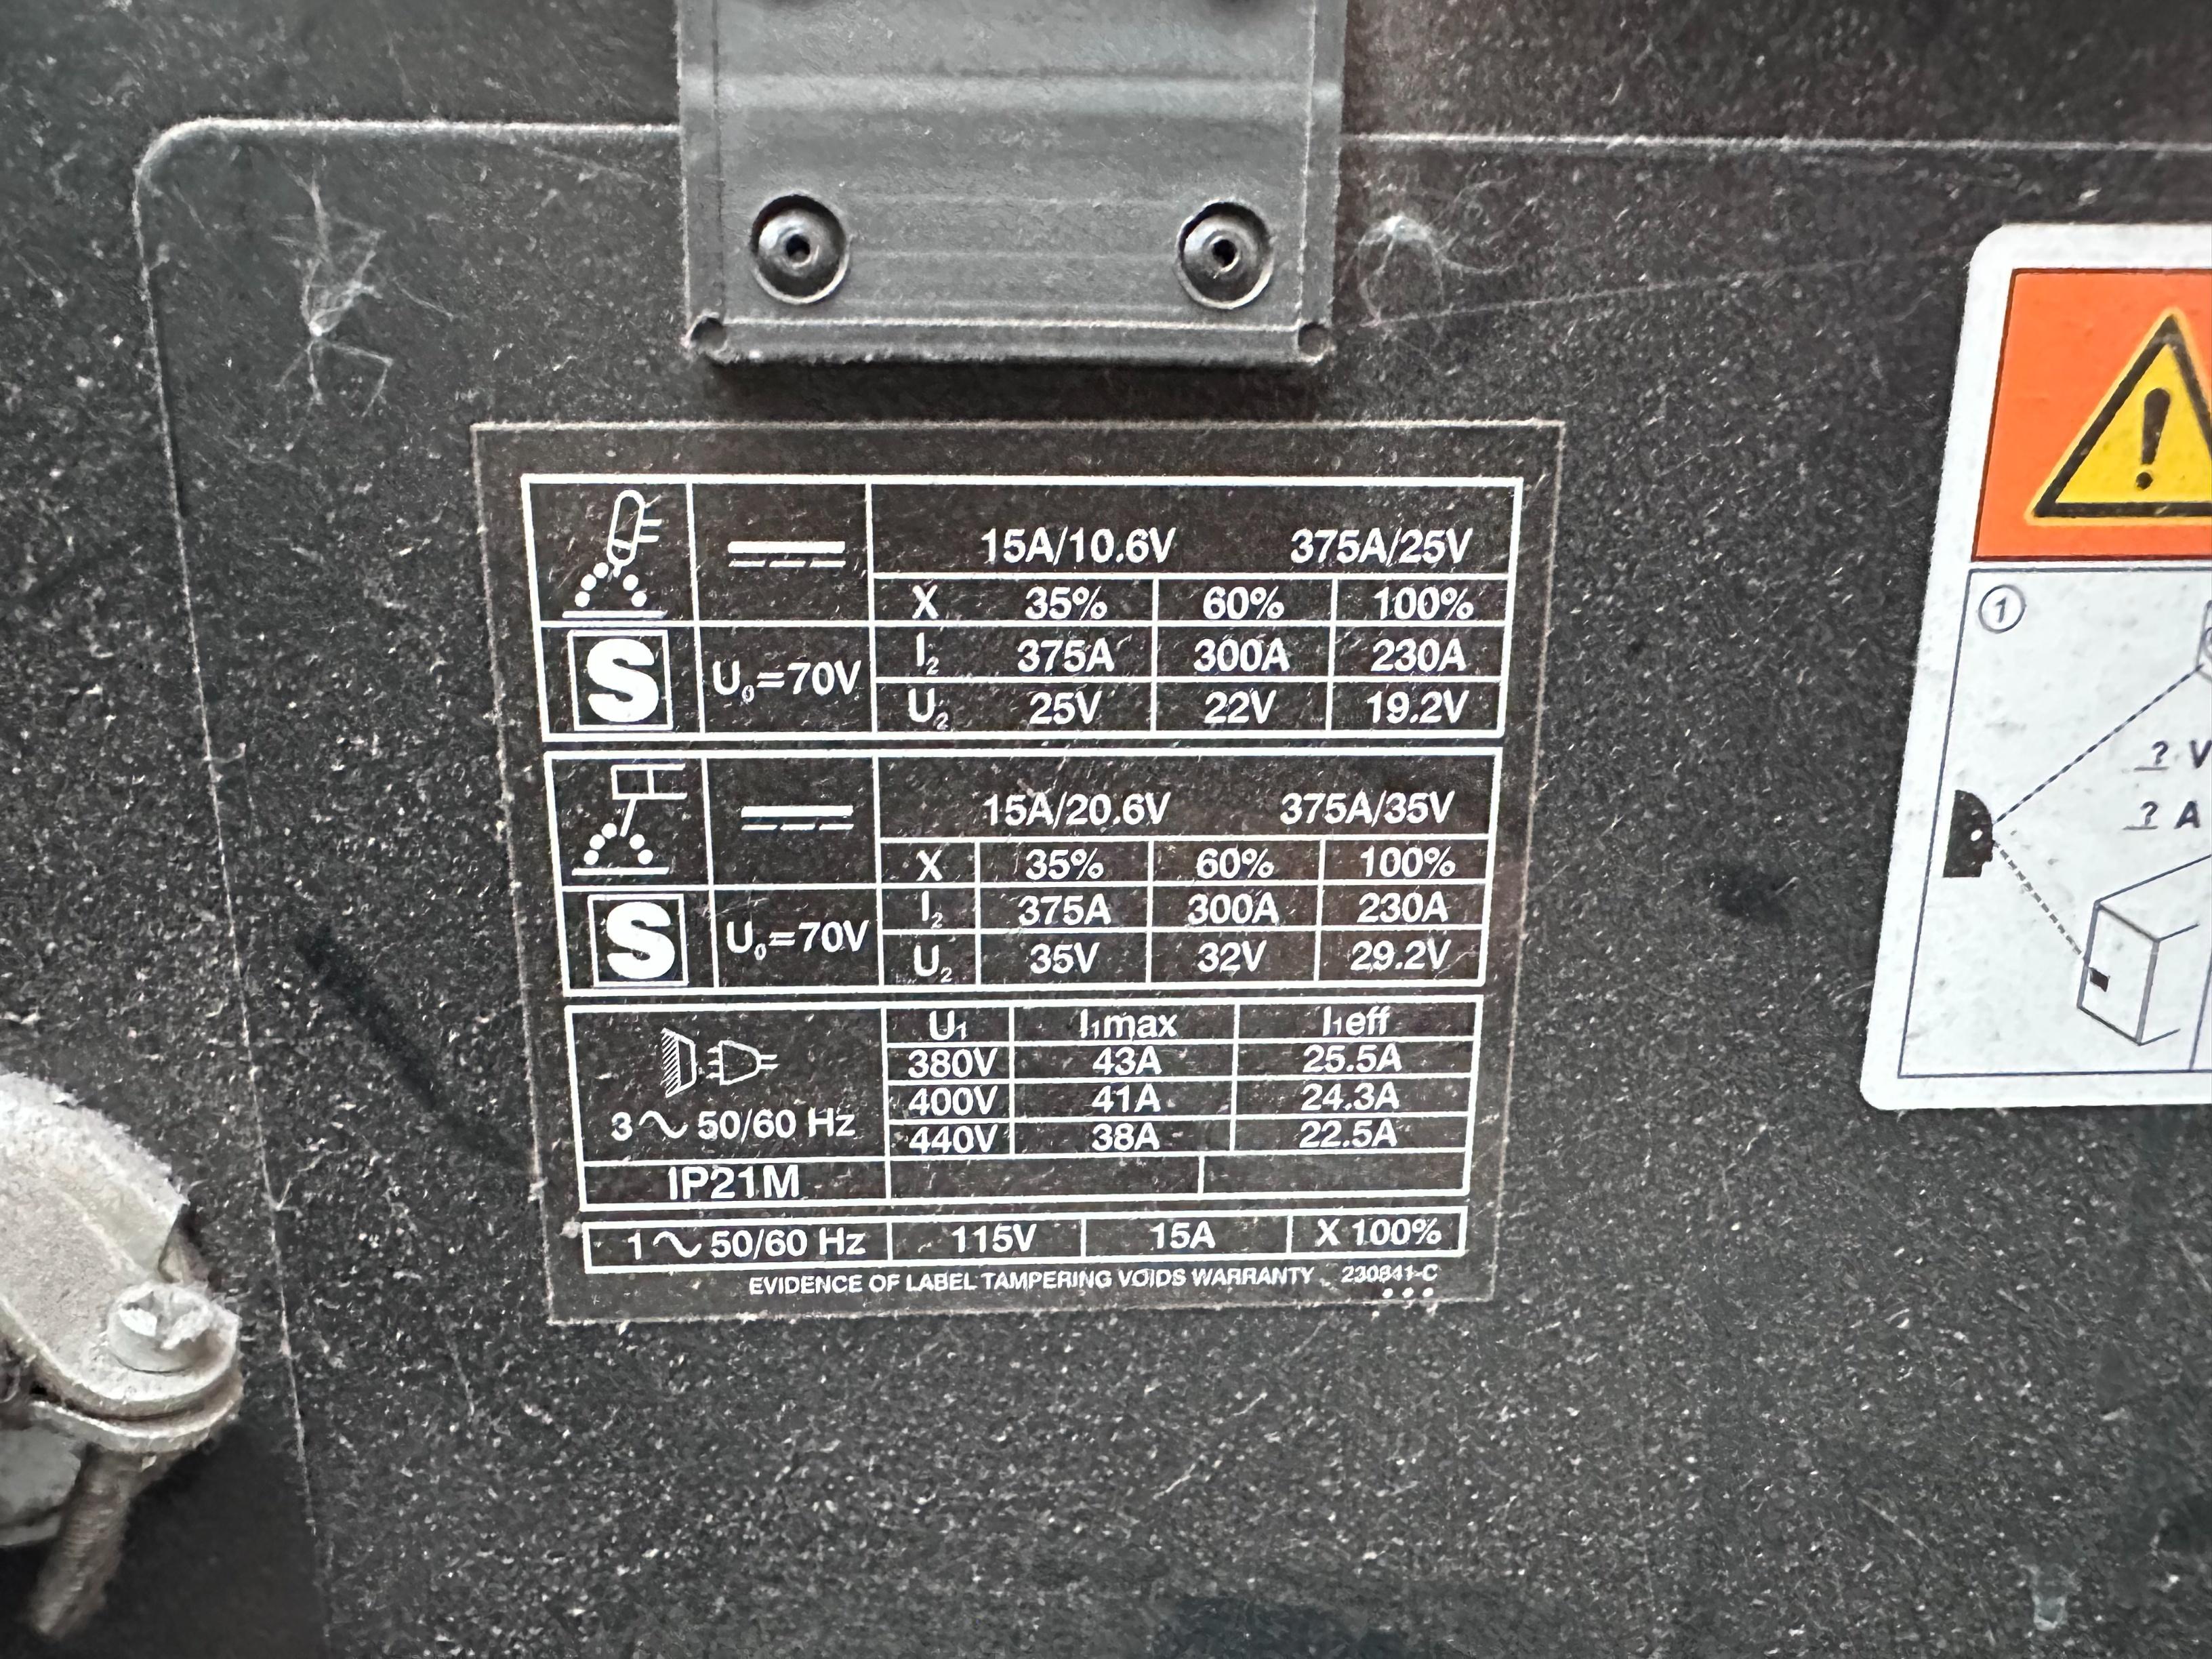 15A/10.6V 375A/25V
X 35% 60% 100%
S U₀=70V I₂ 375A 300A 230A
U₂ 25V 22V 19.2V
15A/20.6V 375A/35V
X 35% 60% 100%
S U₀=70V I₂ 375A 300A 230A
U₂ 35V 32V 29.2V
U₁ I₁max I₁eff
380V 43A 25.5A
400V 41A 24.3A
3~ 50/60 Hz 440V 38A 22.5A
IP21M
1~ 50/60 Hz 115V 15A X 100%
EVIDENCE OF LABEL TAMPERING VOIDS WARRANTY 230841-C
1
? V
? A